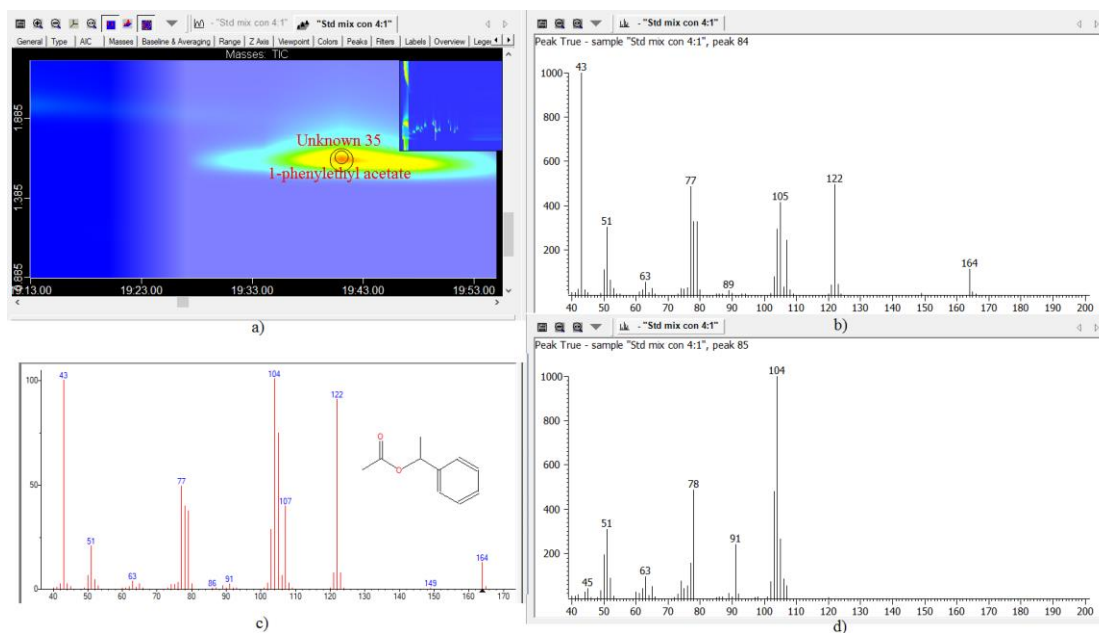 "Std mix con 4:1"
"Std mix con 4:1"
General Type AIC Masses Baseline & Averaging Range Z Axis Viewpoint Colors Peaks Filters Labels Overview
Masses: TIC
1.885
1.385
0.885
Unknown 35
1-phenylethyl acetate
19:13.00 19:23.00 19:33.00 19:43.00 19:53.00
a)
- "Std mix con 4:1"
Peak True - sample "Std mix con 4:1", peak 84
1000
800
600
400
200
43
51
63
77
89
105
122
164
40 50 60 70 80 90 100 110 120 130 140 150 160 170 180 190 200
b)
100
50
0
43
51
63
77
86
91
104
107
122
149
164
O
O
40 50 60 70 80 90 100 110 120 130 140 150 160 170
c)
- "Std mix con 4:1"
Peak True - sample "Std mix con 4:1", peak 85
1000
800
600
400
200
45
51
63
78
91
104
40 50 60 70 80 90 100 110 120 130 140 150 160 170 180 190 200
d)